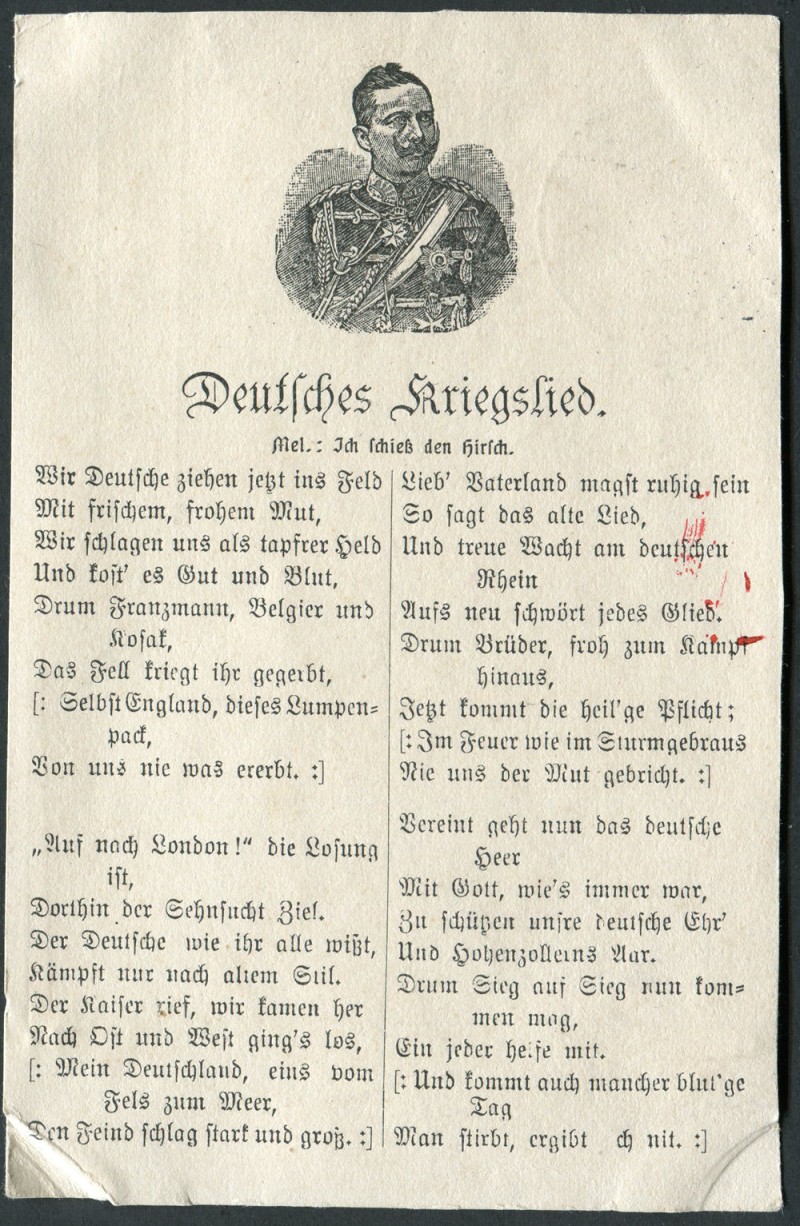 Deutsches Kriegslied.
Mel.: Ich schieß den Hirsch.
Wir Deutsche ziehen jetzt ins Feld
Mit frischem, frohem Mut,
Wir schlagen uns als tapfrer Held
Und kost' es Gut und Blut,
Drum Franzmann, Belgier und
Kosak,
Das Fell kriegt ihr gegerbt,
[: Selbst England, dieses Lumpen=
pack,
Von uns nie was ererbt. :]
„Auf nach London!“ die Losung
ist,
Dorthin der Sehnsucht Ziel.
Der Deutsche wie ihr alle wißt,
Kämpft nur nach altem Stil.
Der Kaiser rief, wir kamen her
Nach Ost und West ging's los,
[: Mein Deutschland, eins vom
Fels zum Meer,
Den Feind schlag stark und groß. :]
Lieb' Vaterland magst ruhig sein
So sagt das alte Lied,
Und treue Wacht am deutschen
Rhein
Aufs neu schwört jedes Glied.
Drum Brüder, froh zum Kampf
hinaus,
Jetzt kommt die heil'ge Pflicht;
[: Im Feuer wie im Sturmgebraus
Nie uns der Mut gebricht. :]
Vereint geht nun das deutsche
Heer
Mit Gott, wie's immer war,
Zu schützen unsre deutsche Ehr'
Und Hohenzollerns Aar.
Drum Sieg auf Sieg nun kom=
men mag,
Ein jeder helfe mit.
[: Und kommt auch mancher blut'ge
Tag
Man stirbt, ergibt ch nit. :]